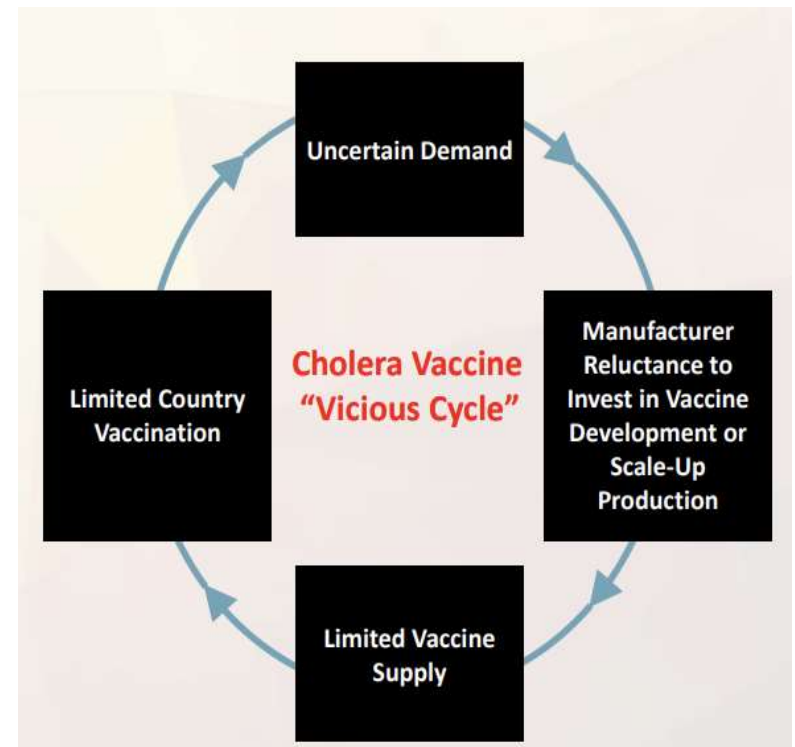 Uncertain Demand
Manufacturer
Reluctance to
Invest in Vaccine
Development or
Scale-Up
Production
Cholera Vaccine
“Vicious Cycle”
Limited Country
Vaccination
Limited Vaccine
Supply